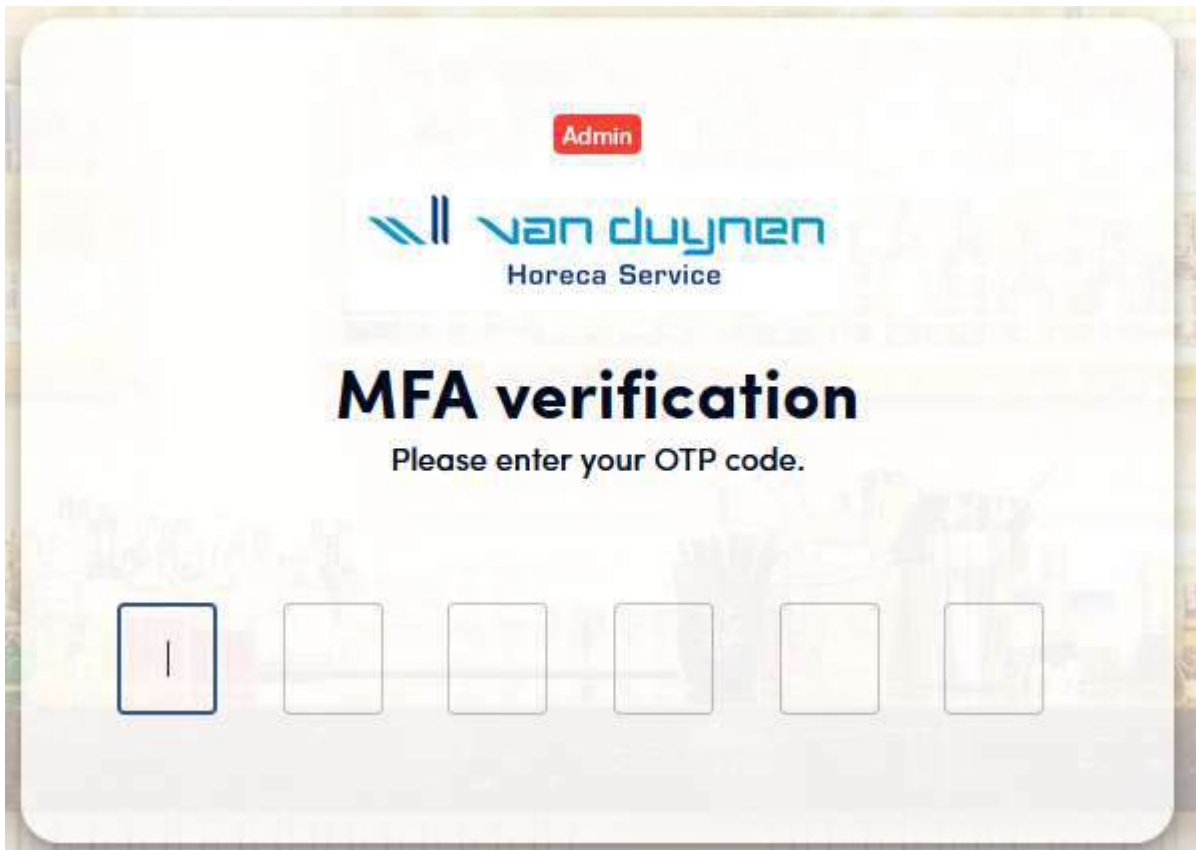 Admin
van duynen
Horeca Service
MFA verification
Please enter your OTP code.